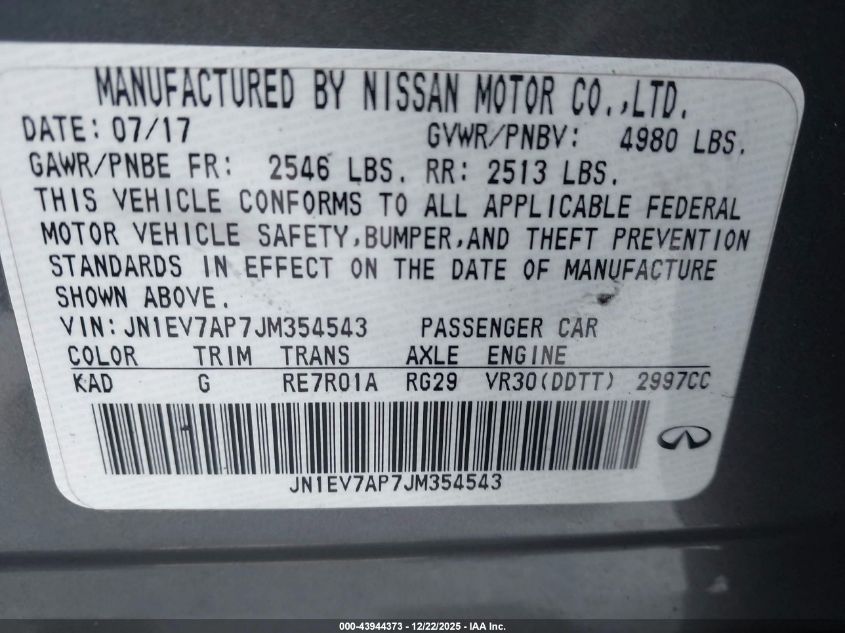 MANUFACTURED BY NISSAN MOTOR CO.,LTD.
DATE: 07/17 GVWR/PNBV: 4980 LBS.
GAWR/PNBE FR: 2546 LBS. RR: 2513 LBS.
THIS VEHICLE CONFORMS TO ALL APPLICABLE FEDERAL
MOTOR VEHICLE SAFETY,BUMPER,AND THEFT PREVENTION
STANDARDS IN EFFECT ON THE DATE OF MANUFACTURE
SHOWN ABOVE.
VIN:JN1EV7AP7JM354543 PASSENGER CAR
COLOR TRIM TRANS AXLE ENGINE
KAD G RE7R01A RG29 VR30(DDTT) 2997CC
JN1EV7AP7JM354543
000-43944373 - 12/22/2025 - IAA Inc.